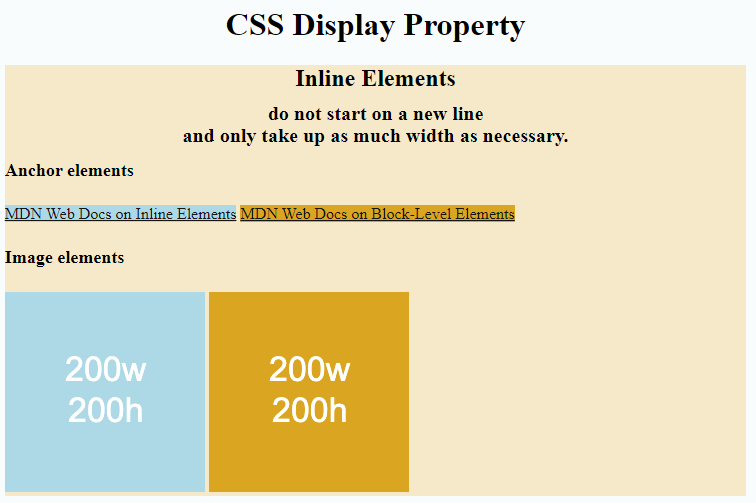 CSS Display Property
Inline Elements
do not start on a new line
and only take up as much width as necessary.
Anchor elements
MDN Web Docs on Inline Elements MDN Web Docs on Block-Level Elements
Image elements
200w 200w
200h 200h